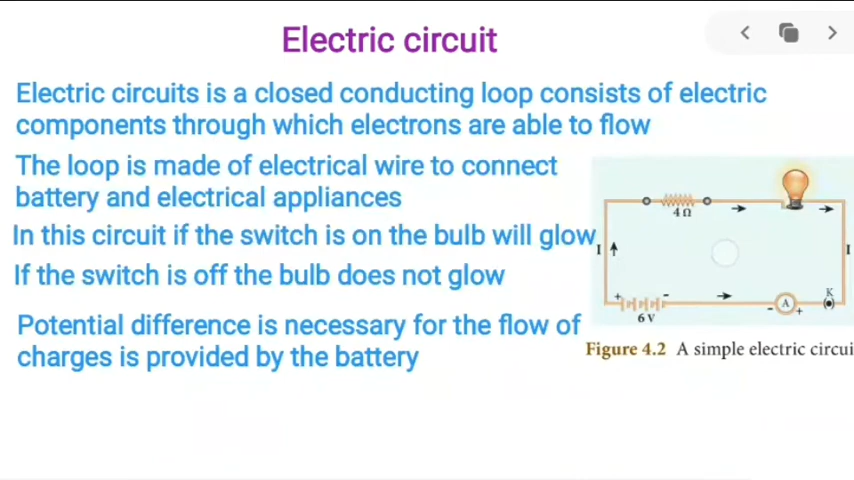 Electric circuit
Electric circuits is a closed conducting loop consists of electric
components through which electrons are able to flow
The loop is made of electrical wire to connect
battery and electrical appliances
In this circuit if the switch is on the bulb will glow
If the switch is off the bulb does not glow
Potential difference is necessary for the flow of
charges is provided by the battery
4 Ω
I
I
+ -
6 V
- A +
K
Figure 4.2 A simple electric circui